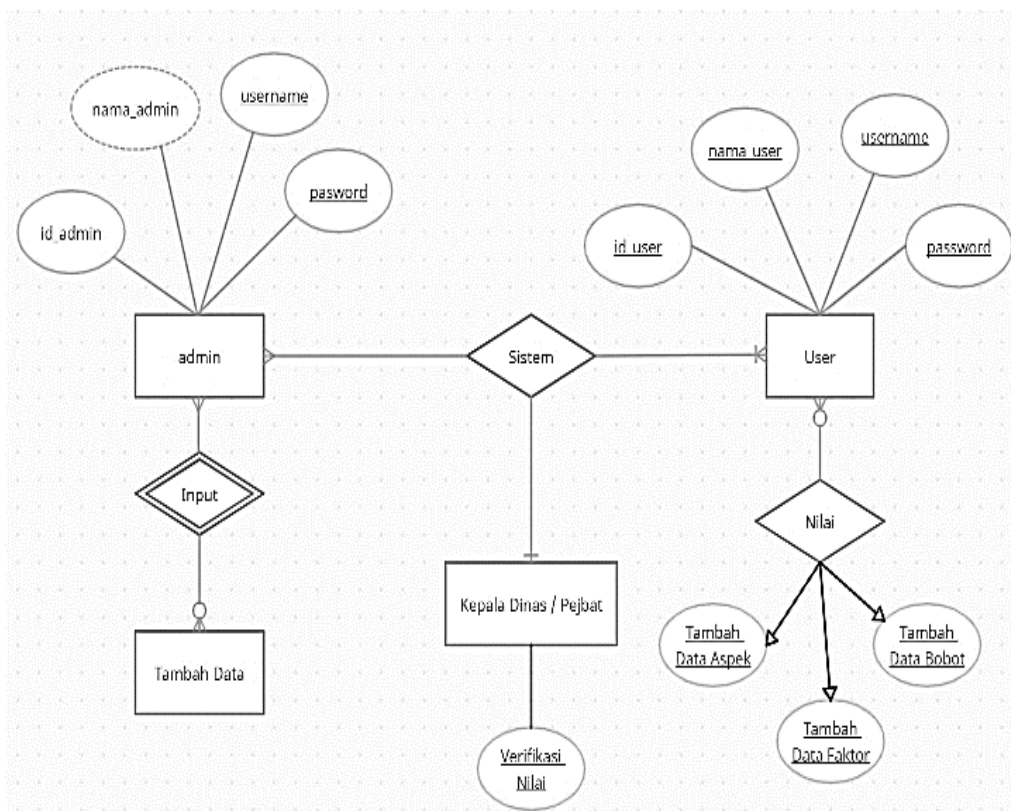 nama_admin
username
pasword
id_admin
nama_user
username
id_user
password
admin
Sistem
User
Input
Nilai
Kepala Dinas / Pejbat
Tambah Data
Tambah
Data Aspek
Tambah
Data Bobot
Tambah
Data Faktor
Verifikasi
Nilai